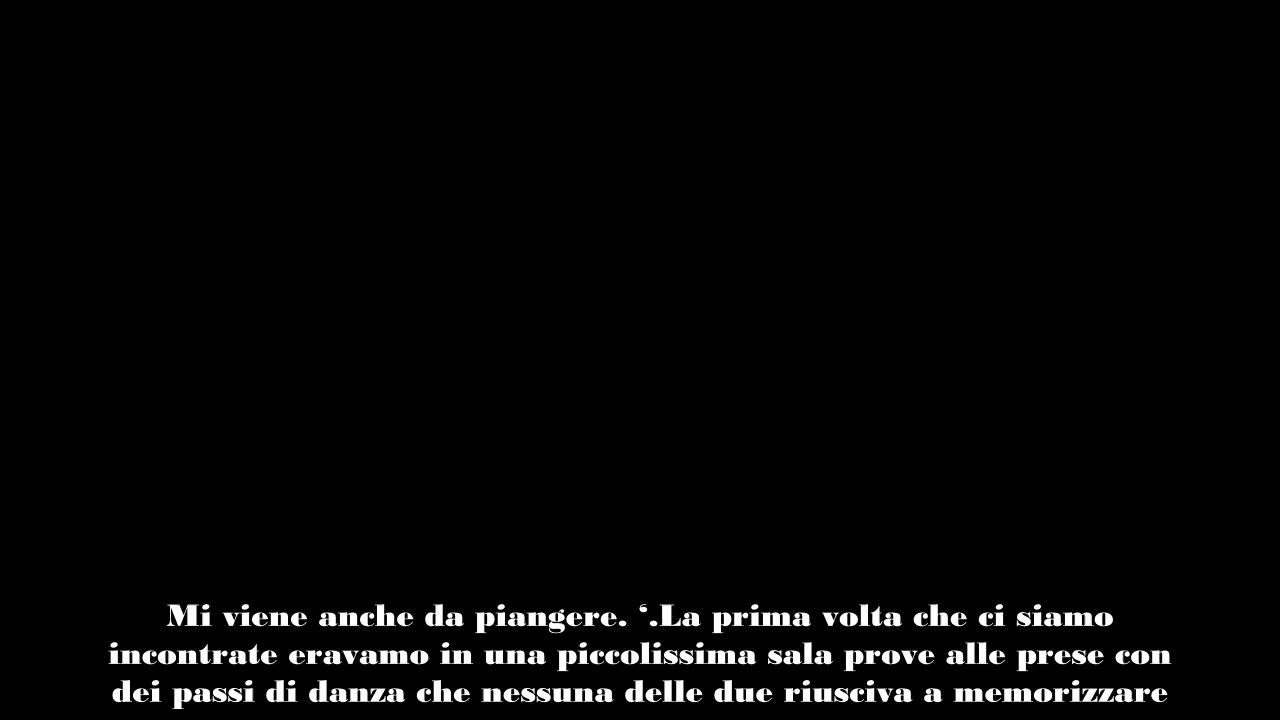 Mi viene anche da piangere. ‘.La prima volta che ci siamo
incontrate eravamo in una piccolissima sala prove alle prese con
dei passi di danza che nessuna delle due riusciva a memorizzare